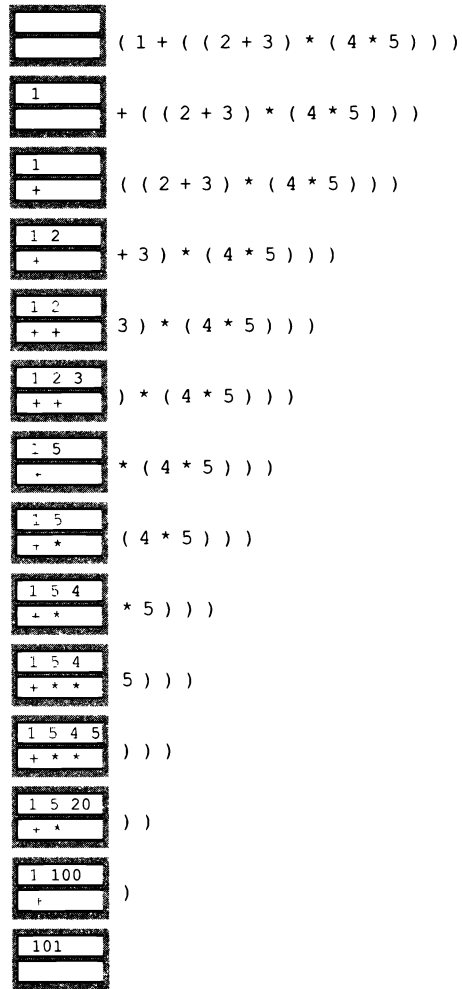 ( 1 + ( ( 2 + 3 ) * ( 4 * 5 ) ) )
1
+ ( ( 2 + 3 ) * ( 4 * 5 ) ) )
1
+
( ( 2 + 3 ) * ( 4 * 5 ) ) )
1 2
+
+ 3 ) * ( 4 * 5 ) ) )
1 2
+ +
3 ) * ( 4 * 5 ) ) )
1 2 3
+ +
) * ( 4 * 5 ) ) )
1 5
+
* ( 4 * 5 ) ) )
1 5
+ *
( 4 * 5 ) ) )
1 5 4
+ *
* 5 ) ) )
1 5 4
+ * *
5 ) ) )
1 5 4 5
+ * *
) ) )
1 5 20
+ *
) )
1 100
+
)
101